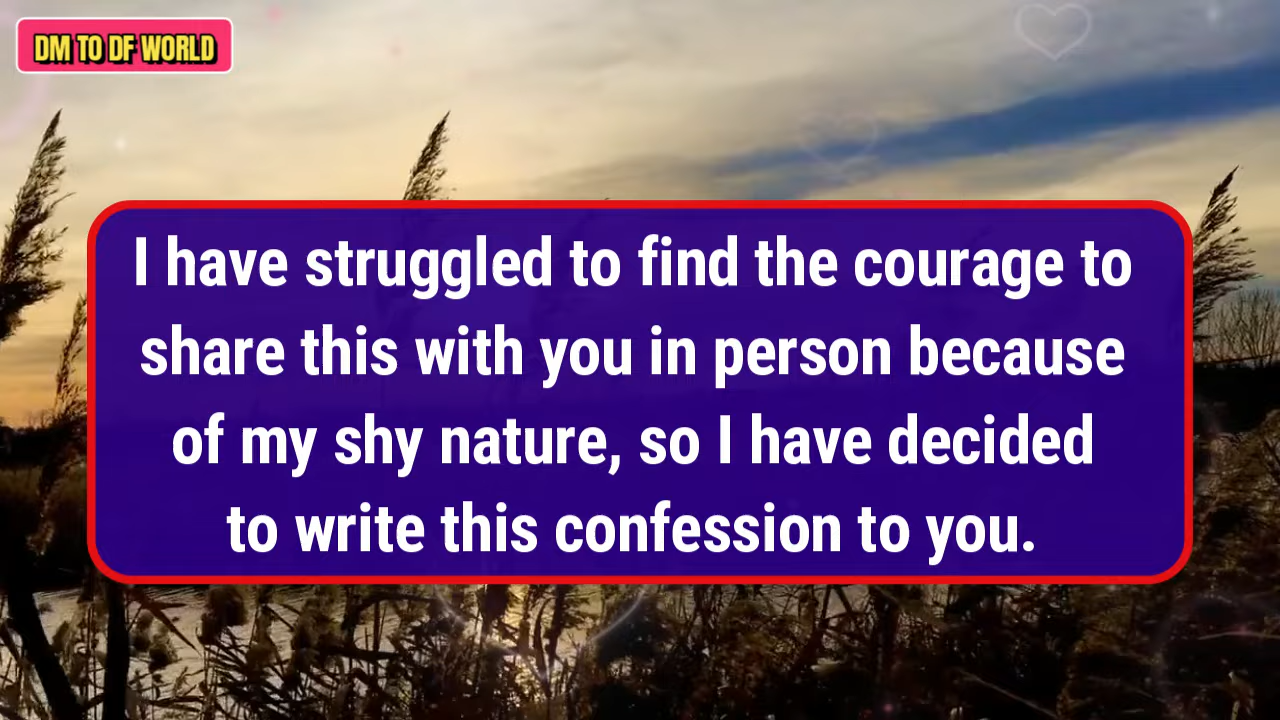 DM TO DF WORLD
I have struggled to find the courage to
share this with you in person because
of my shy nature, so I have decided
to write this confession to you.